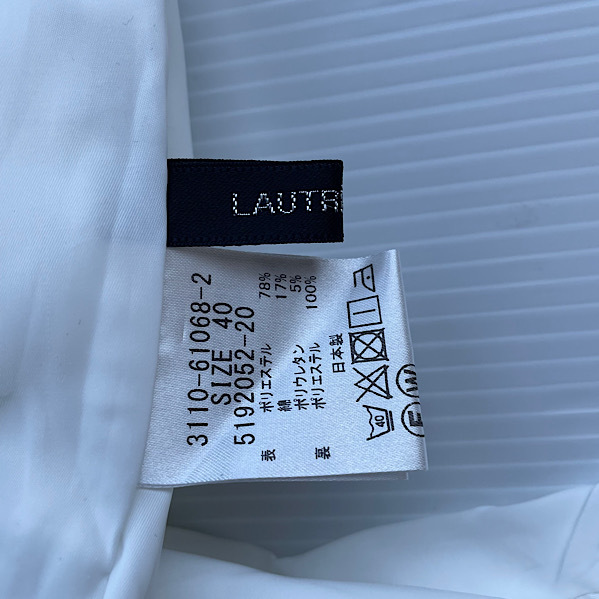 LAUTR
3110-61068-2
SIZE 40
5192052-20
表 ポリエステル 78%
綿 17%
ポリウレタン 5%
裏 ポリエステル 100%
日本製
40
F W